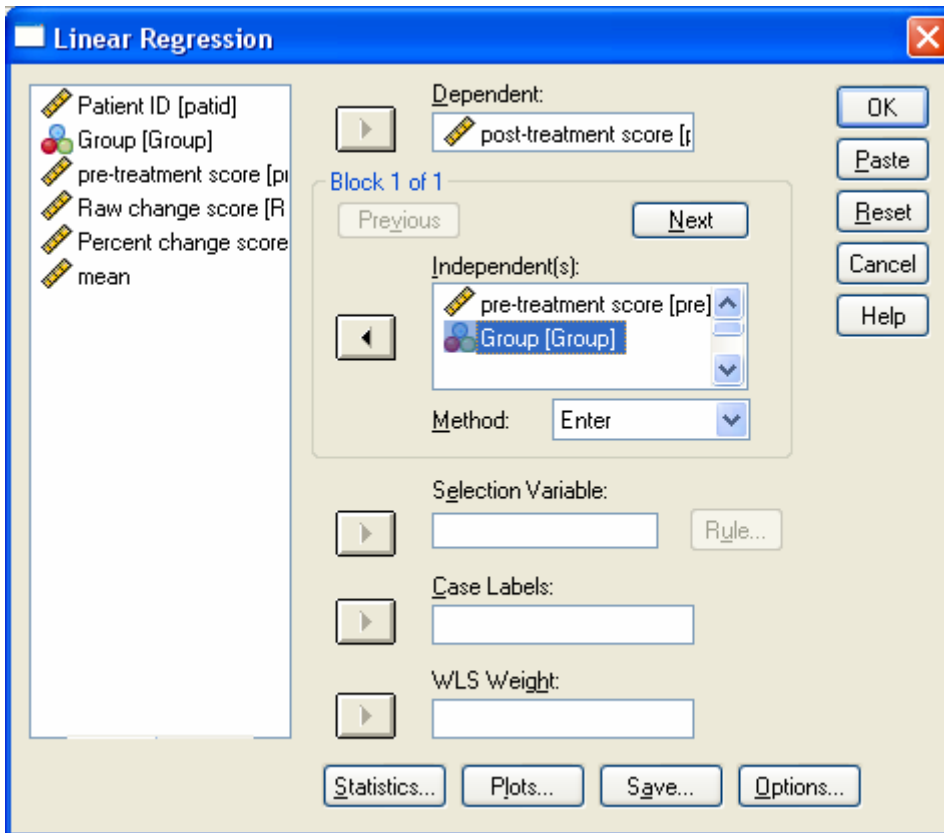 Linear Regression
Patient ID [patid]
Group [Group]
pre-treatment score [pr
Raw change score [R
Percent change score
mean
Dependent:
post-treatment score [p
Block 1 of 1
Previous
Next
Independent(s):
pre-treatment score [pre]
Group [Group]
Method:
Enter
Selection Variable:
Rule...
Case Labels:
WLS Weight:
Statistics...
Plots...
Save...
Options...
OK
Paste
Reset
Cancel
Help